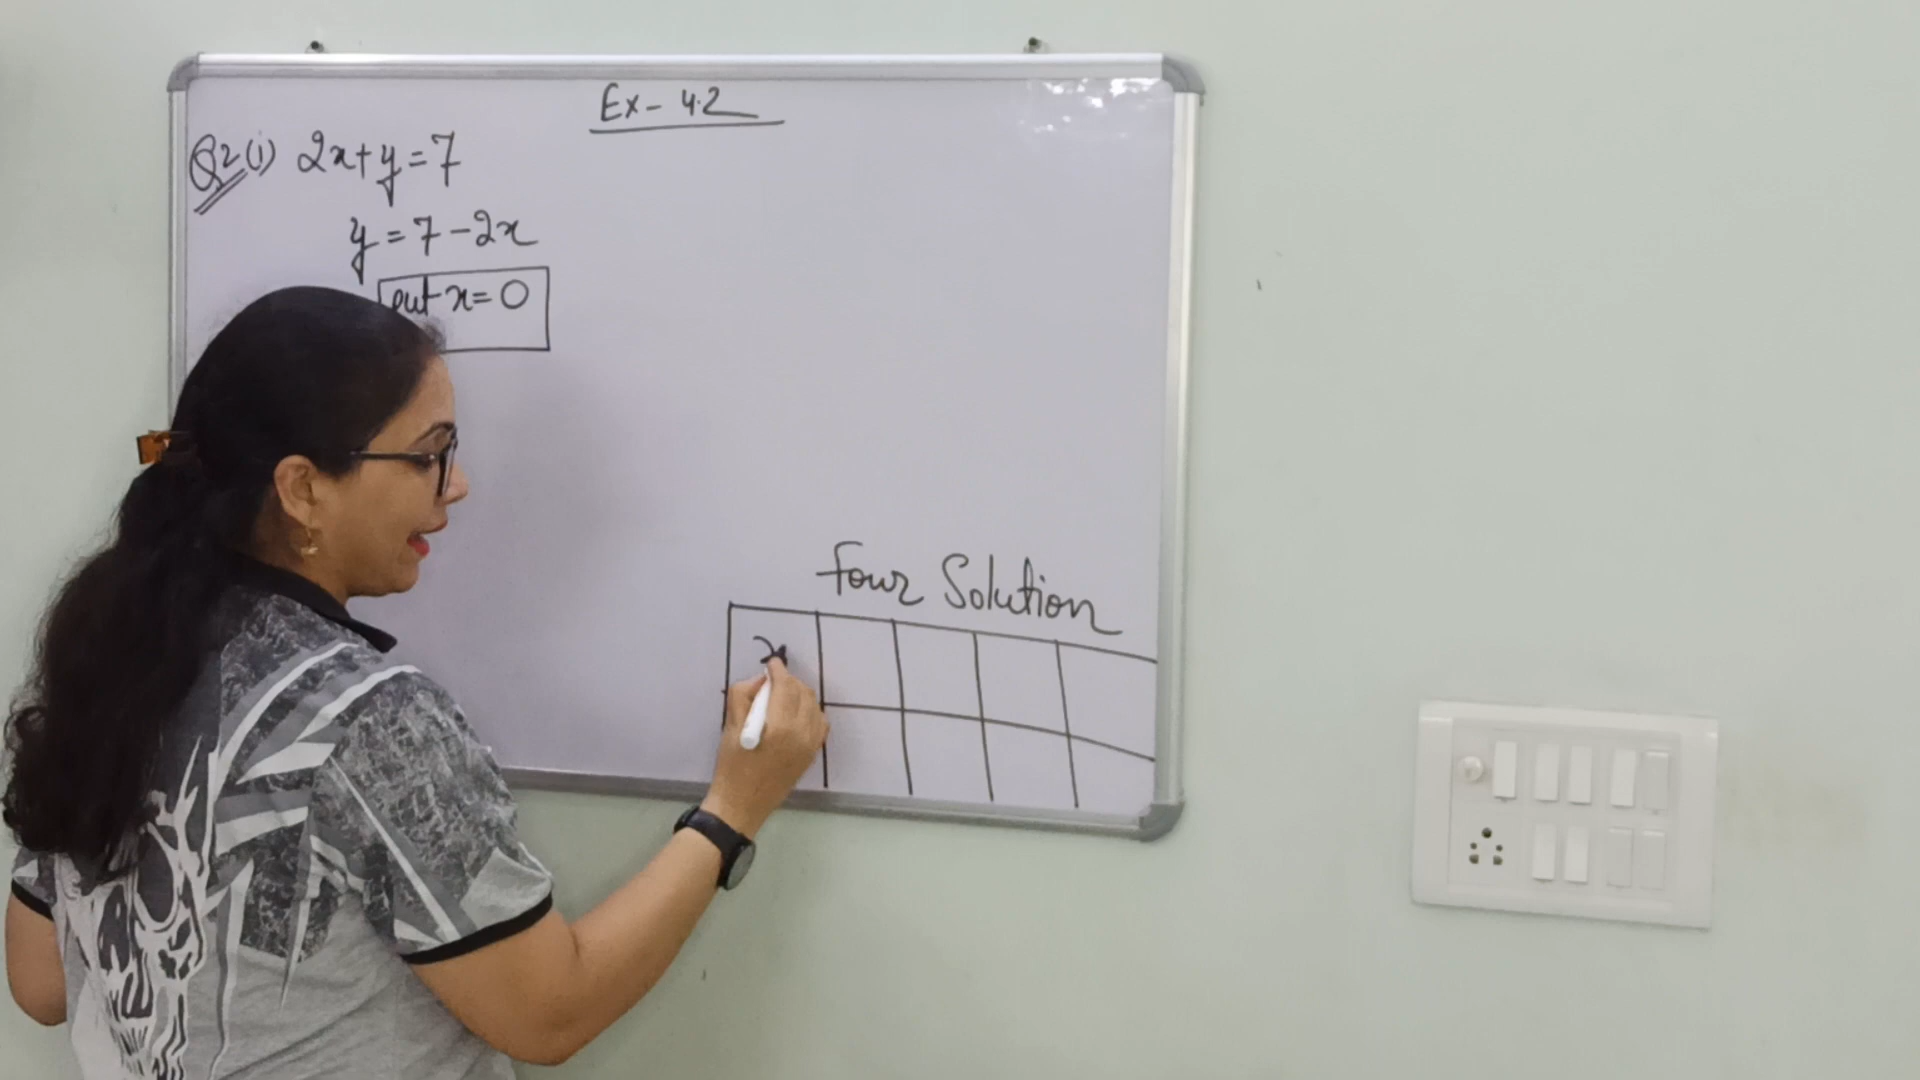 Ex - 4.2
Q2 (i) 2x+y=7
y = 7-2x
put x= 0
Four Solution
x